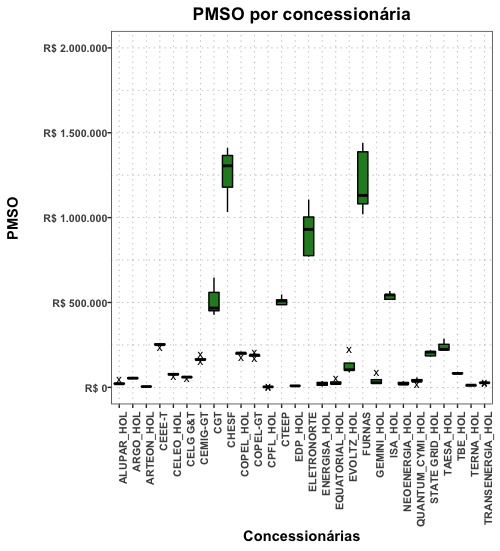 PMSO por concessionária
PMSO
R$ 2.000.000
R$ 1.500.000
R$ 1.000.000
R$ 500.000
R$ 0
ALUPAR_HOL
ARGO_HOL
ARTEON_HOL
CEEE-T
CELEO_HOL
CELG G&T
CEMIG-GT
CGT
CHESF
COPEL_HOL
COPEL-GT
CPFL_HOL
CTEEP
EDP_HOL
ELETRONORTE
ENERGISA_HOL
EQUATORIAL_HOL
EVOLTZ_HOL
FURNAS
GEMINI_HOL
ISA_HOL
NEOENERGIA_HOL
QUANTUM_CYMI_HOL
STATE GRID_HOL
TAESA_HOL
TBE_HOL
TERNA_HOL
TRANSENERGIA_HOL
Concessionárias